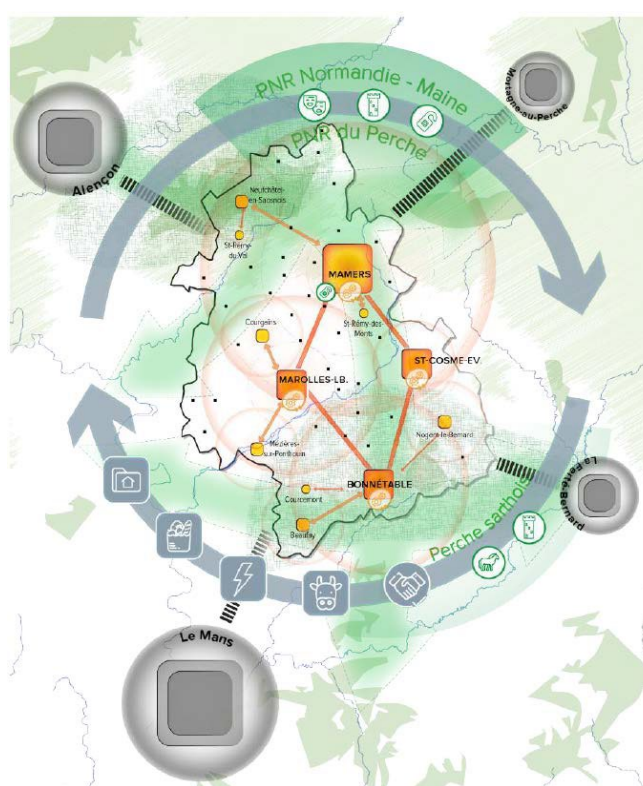 PNR Normandie - Maine
PNR du Perche
Mortagne-au-Perche
Alençon
Neufchâtel-
en-Saosnois
St-Rémy-
du-Val
MAMERS
Courgains
St-Rémy-des-
Monts
ST-COSME-EV.
MAROLLES-LB.
Nogent-le-Bernard
Mézières-
sur-Ponthouin
BONNÉTABLE
Courcemont
Beaufay
La Ferté-Bernard
Perche sarthois
Le Mans